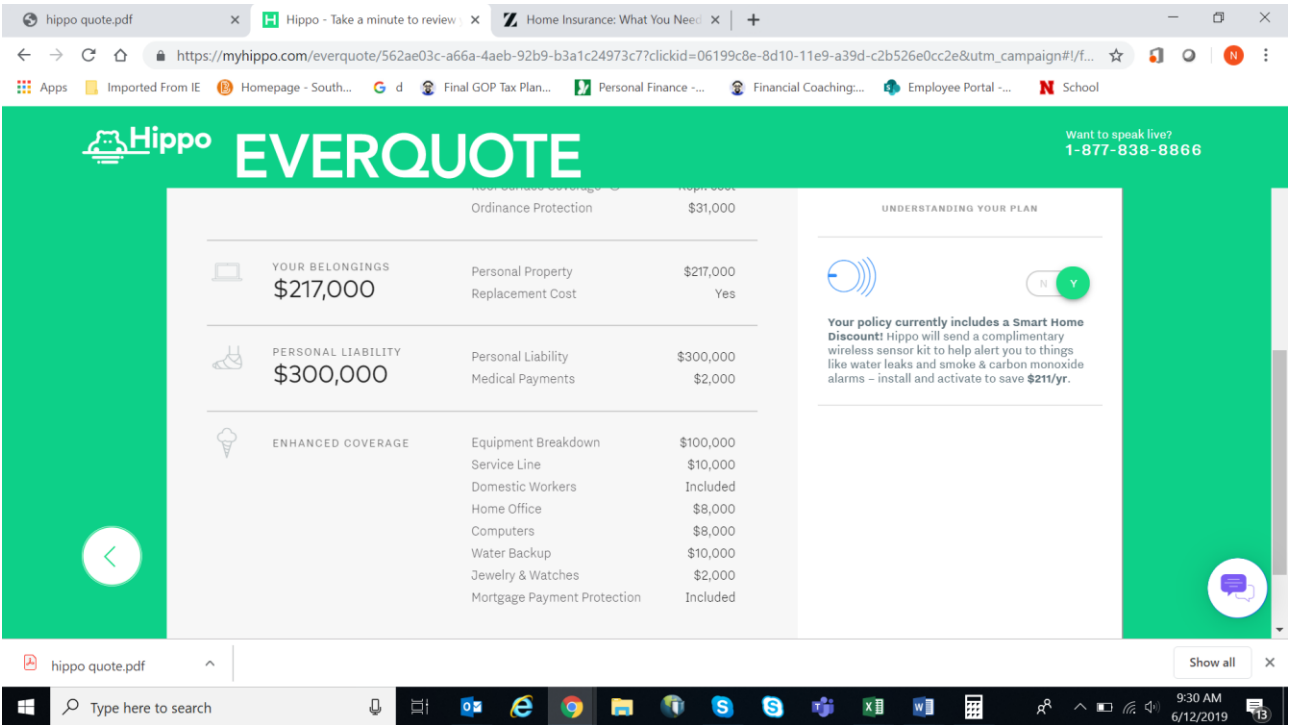 hippo quote.pdf
Hippo - Take a minute to review
Home Insurance: What You Need
https://myhippo.com/everquote/562ae03c-a66a-4aeb-92b9-b3a1c24973c7?clickid=06199c8e-8d10-11e9-a39d-c2b526e0cc2e&utm_campaign#!/f...
N
Apps
Imported From IE
Homepage - South...
G d
Final GOP Tax Plan...
Personal Finance -...
Financial Coaching:...
Employee Portal -...
N School
Hippo
EVERQUOTE
Want to speak live?
1-877-838-8866
Ordinance Protection $31,000
YOUR BELONGINGS
$217,000
Personal Property $217,000
Replacement Cost Yes
PERSONAL LIABILITY
$300,000
Personal Liability $300,000
Medical Payments $2,000
ENHANCED COVERAGE
Equipment Breakdown $100,000
Service Line $10,000
Domestic Workers Included
Home Office $8,000
Computers $8,000
Water Backup $10,000
Jewelry & Watches $2,000
Mortgage Payment Protection Included
UNDERSTANDING YOUR PLAN
N Y
Your policy currently includes a Smart Home
Discount! Hippo will send a complimentary
wireless sensor kit to help alert you to things
like water leaks and smoke & carbon monoxide
alarms – install and activate to save $211/yr.
hippo quote.pdf
Show all
Type here to search
9:30 AM
6/12/2019
13